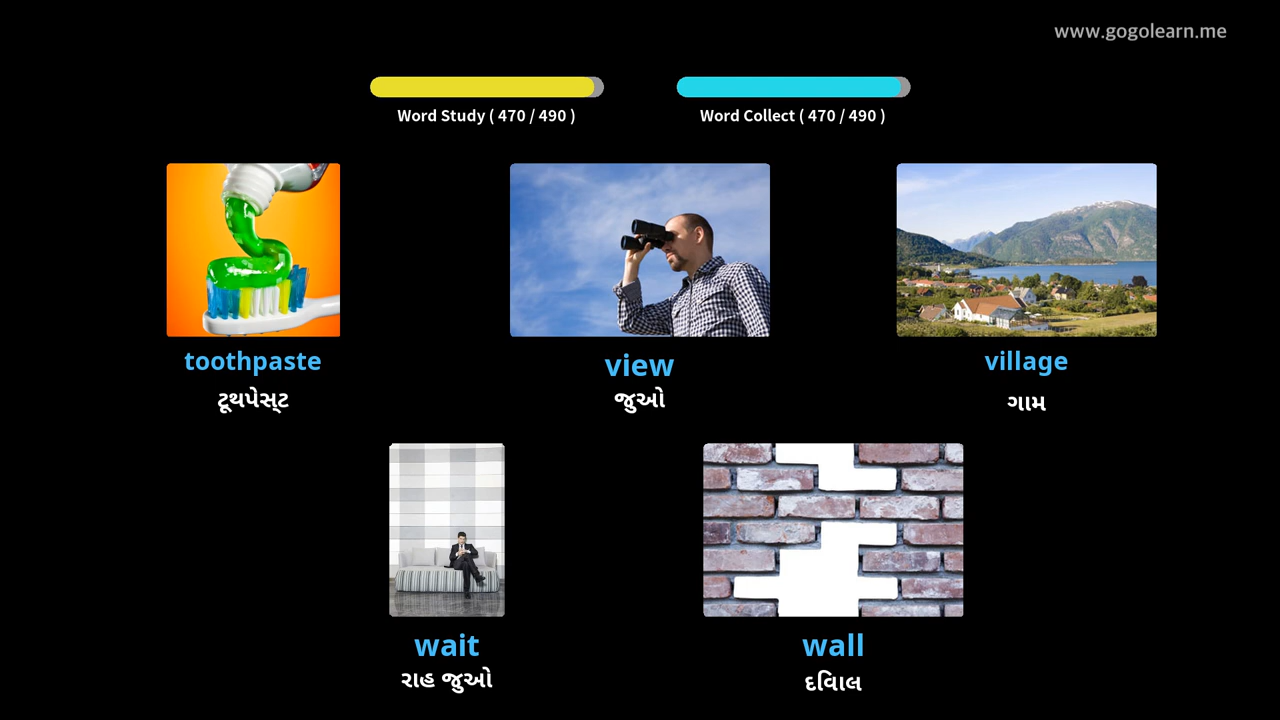 www.gogolearn.me
Word Study ( 470 / 490 )
Word Collect ( 470 / 490 )
toothpaste
ટૂથપેસ્ટ
view
જુઓ
village
ગામ
wait
રાહ જુઓ
wall
દિવાલ